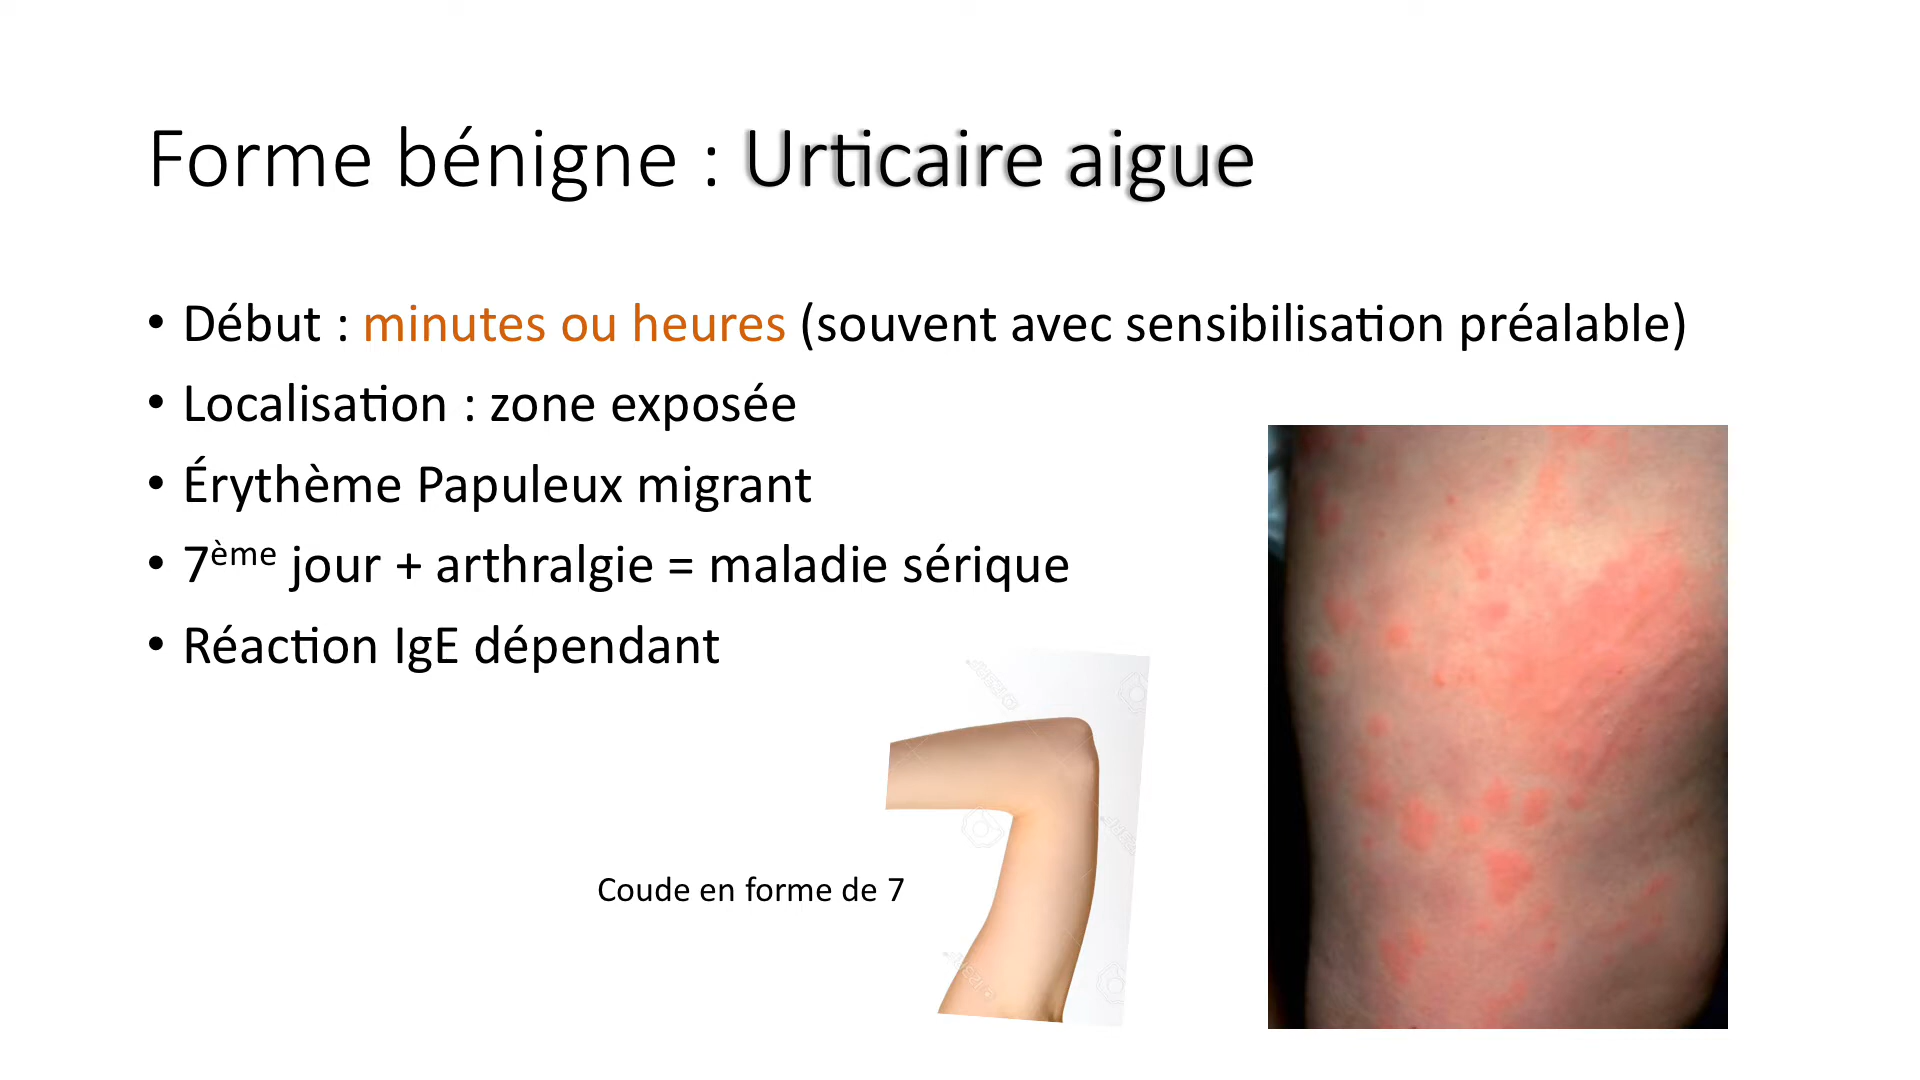 Forme bénigne : Urticaire aigue
• Début : minutes ou heures (souvent avec sensibilisation préalable)
• Localisation : zone exposée
• Érythème Papuleux migrant
• 7ème jour + arthralgie = maladie sérique
• Réaction IgE dépendant
Coude en forme de 7